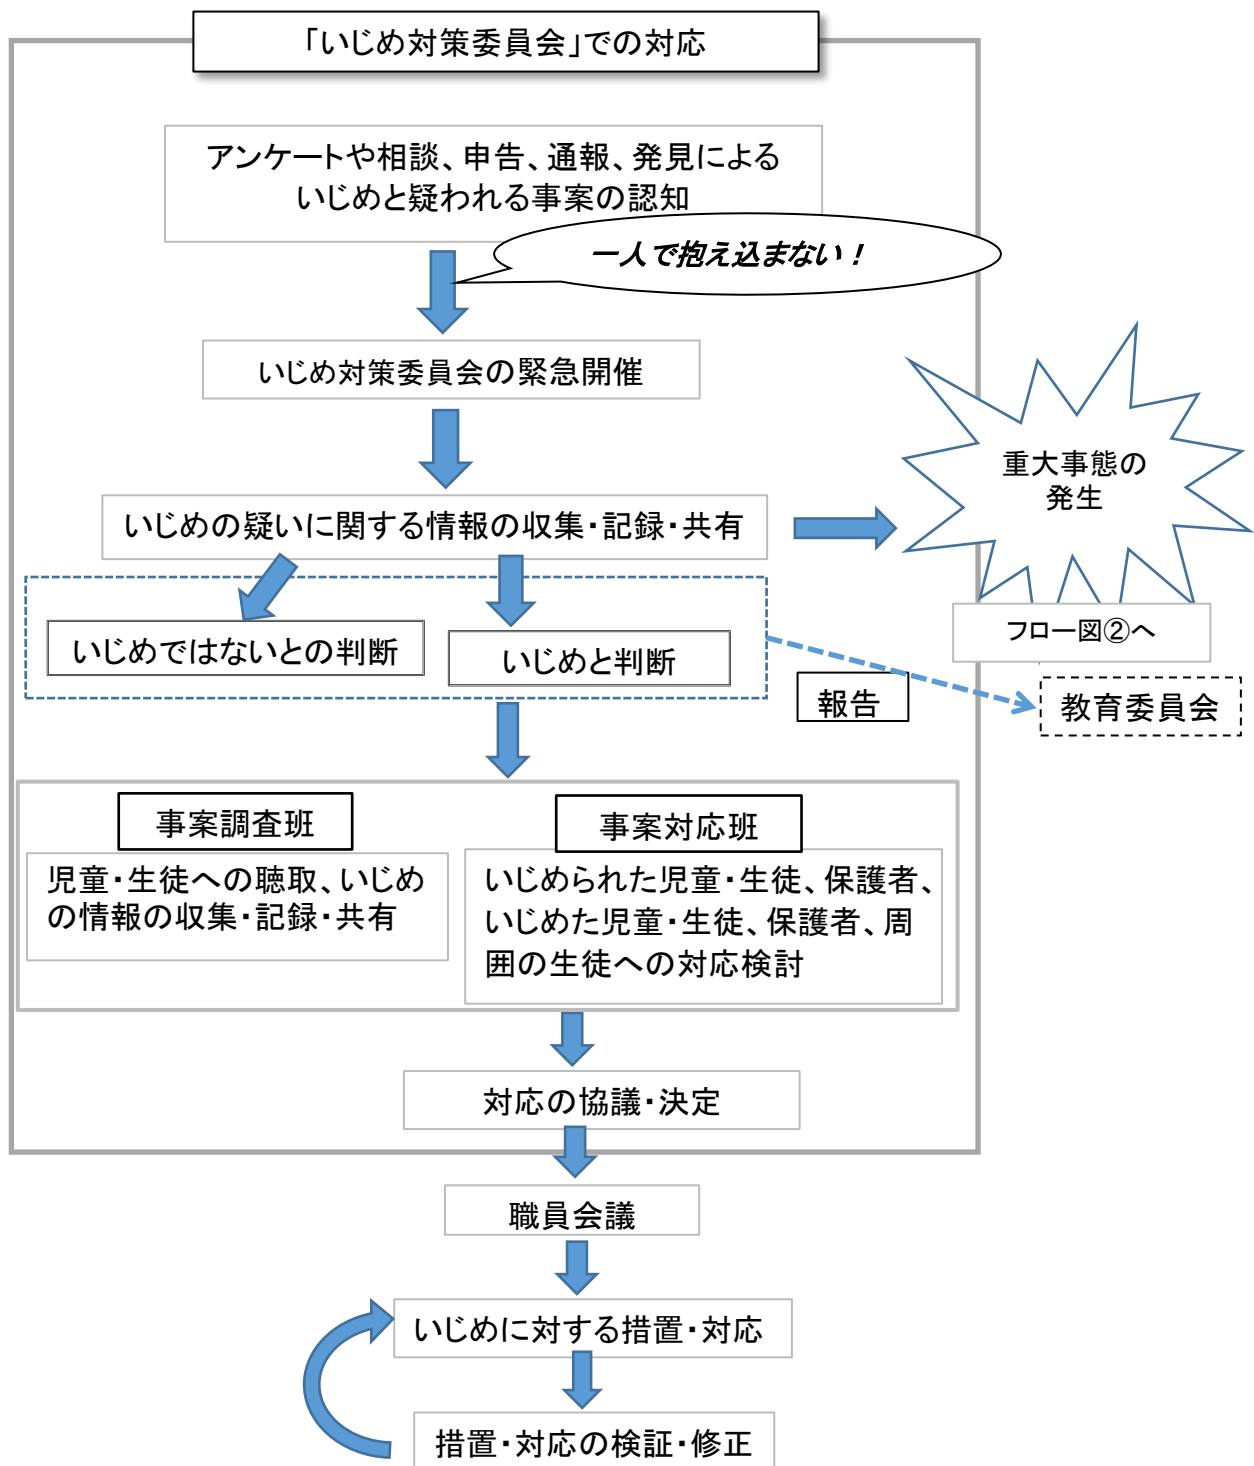 「いじめ対策委員会」での対応
アンケートや相談、申告、通報、発見による
いじめと疑われる事案の認知
一人で抱え込まない！
いじめ対策委員会の緊急開催
重大事態の
発生
いじめの疑いに関する情報の収集・記録・共有
フロー図②へ
いじめではないとの判断
いじめと判断
報告
教育委員会
事案調査班
児童・生徒への聴取、いじめ
の情報の収集・記録・共有
事案対応班
いじめられた児童・生徒、保護者、
いじめた児童・生徒、保護者、周
囲の生徒への対応検討
対応の協議・決定
職員会議
いじめに対する措置・対応
措置・対応の検証・修正